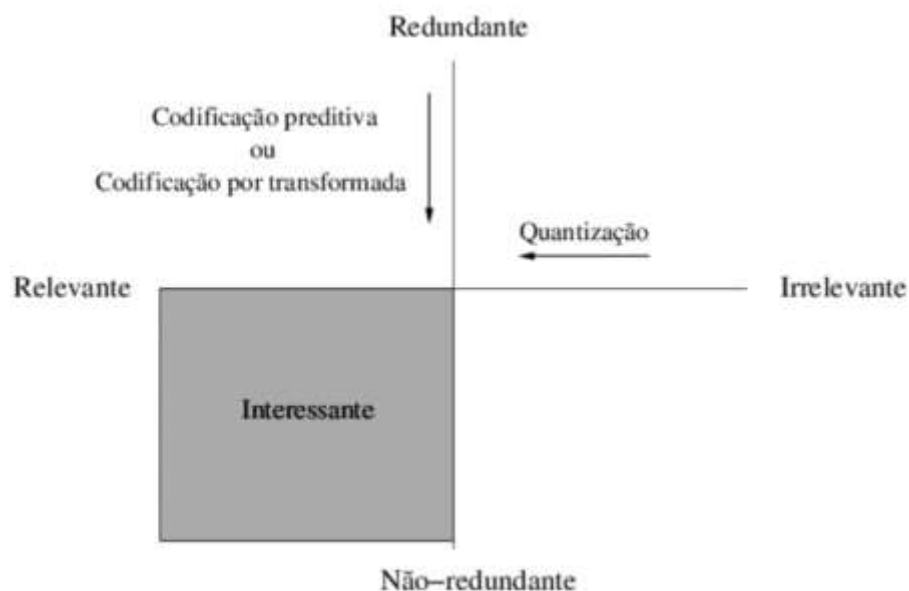 Redundante
Codificação preditiva
ou
Codificação por transformada
Quantização
Relevante
Irrelevante
Interessante
Não–redundante